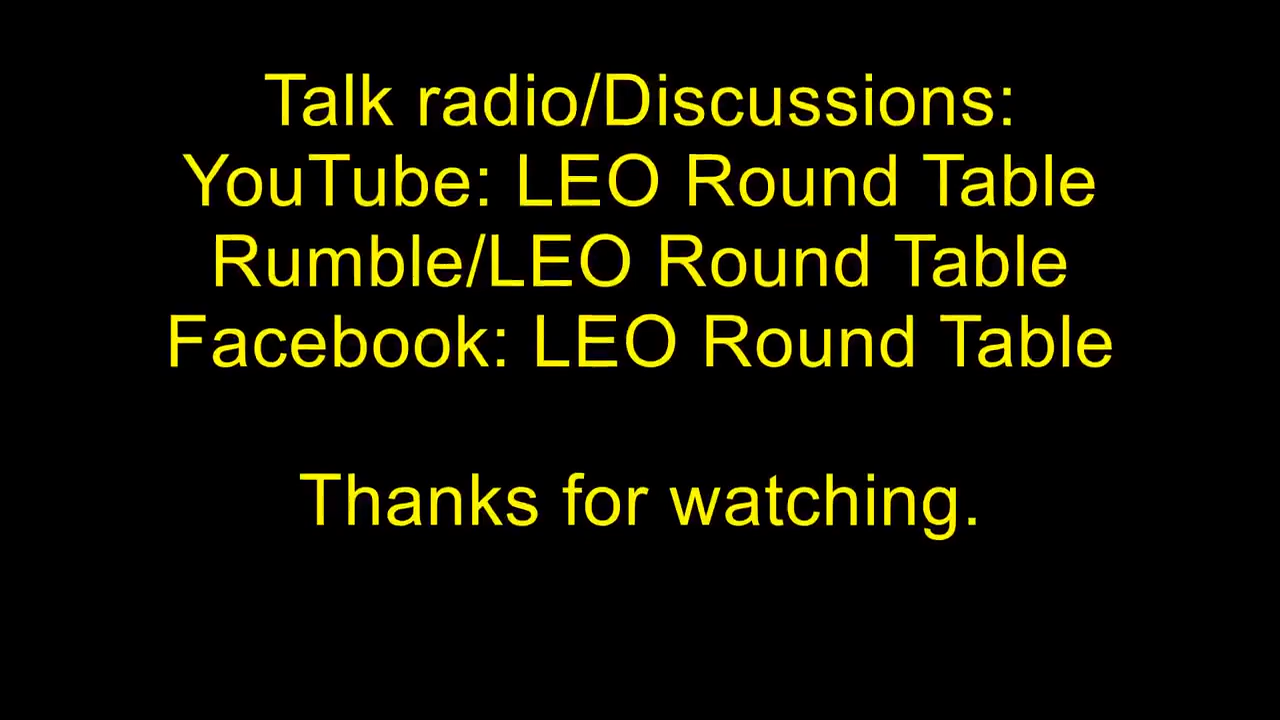 Talk radio/Discussions:
YouTube: LEO Round Table
Rumble/LEO Round Table
Facebook: LEO Round Table
Thanks for watching.